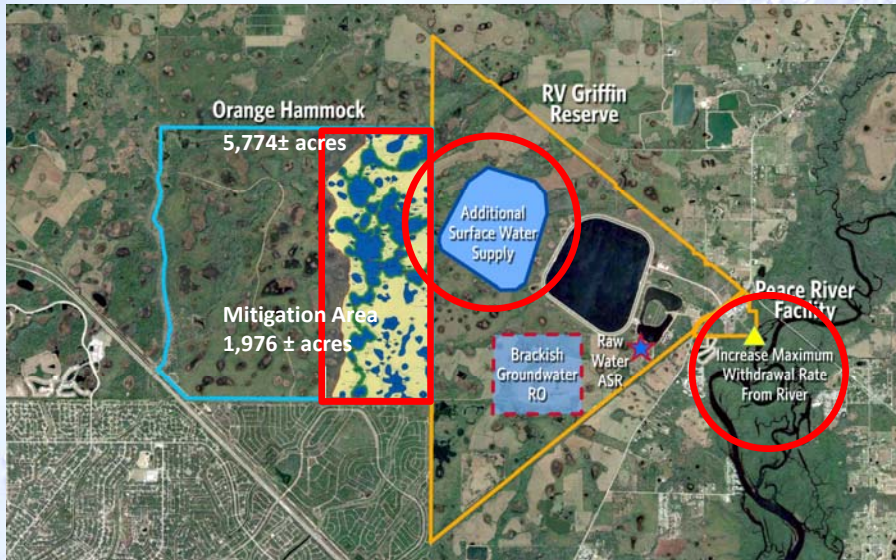 Orange Hammock
5,774± acres
RV Griffin
Reserve
Additional
Surface Water
Supply
Mitigation Area
1,976 ± acres
Brackish
Groundwater
RO
Raw
Water
ASR
Peace River
Facility
Increase Maximum
Withdrawal Rate
From River